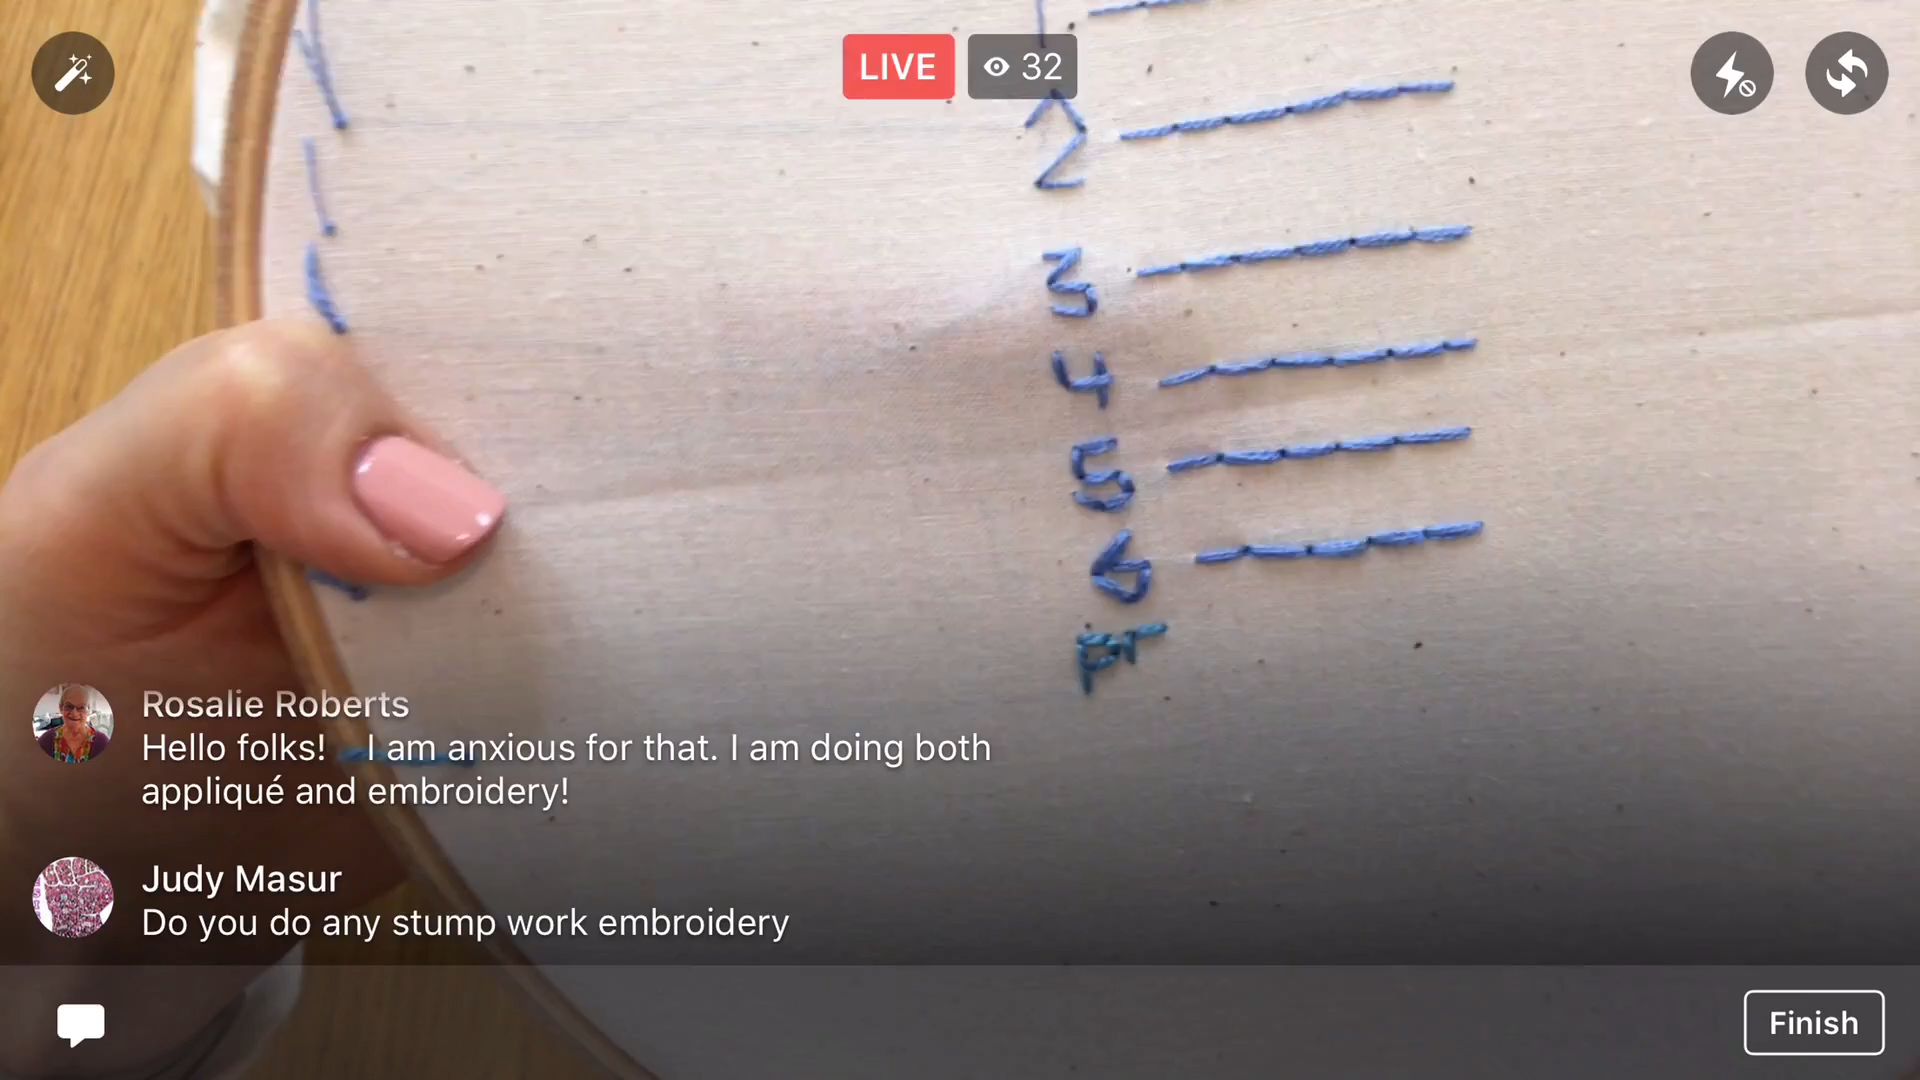 LIVE
32
2
3
4
5
6
pr
Rosalie Roberts
Hello folks! I am anxious for that. I am doing both
appliqué and embroidery!
Judy Masur
Do you do any stump work embroidery
Finish